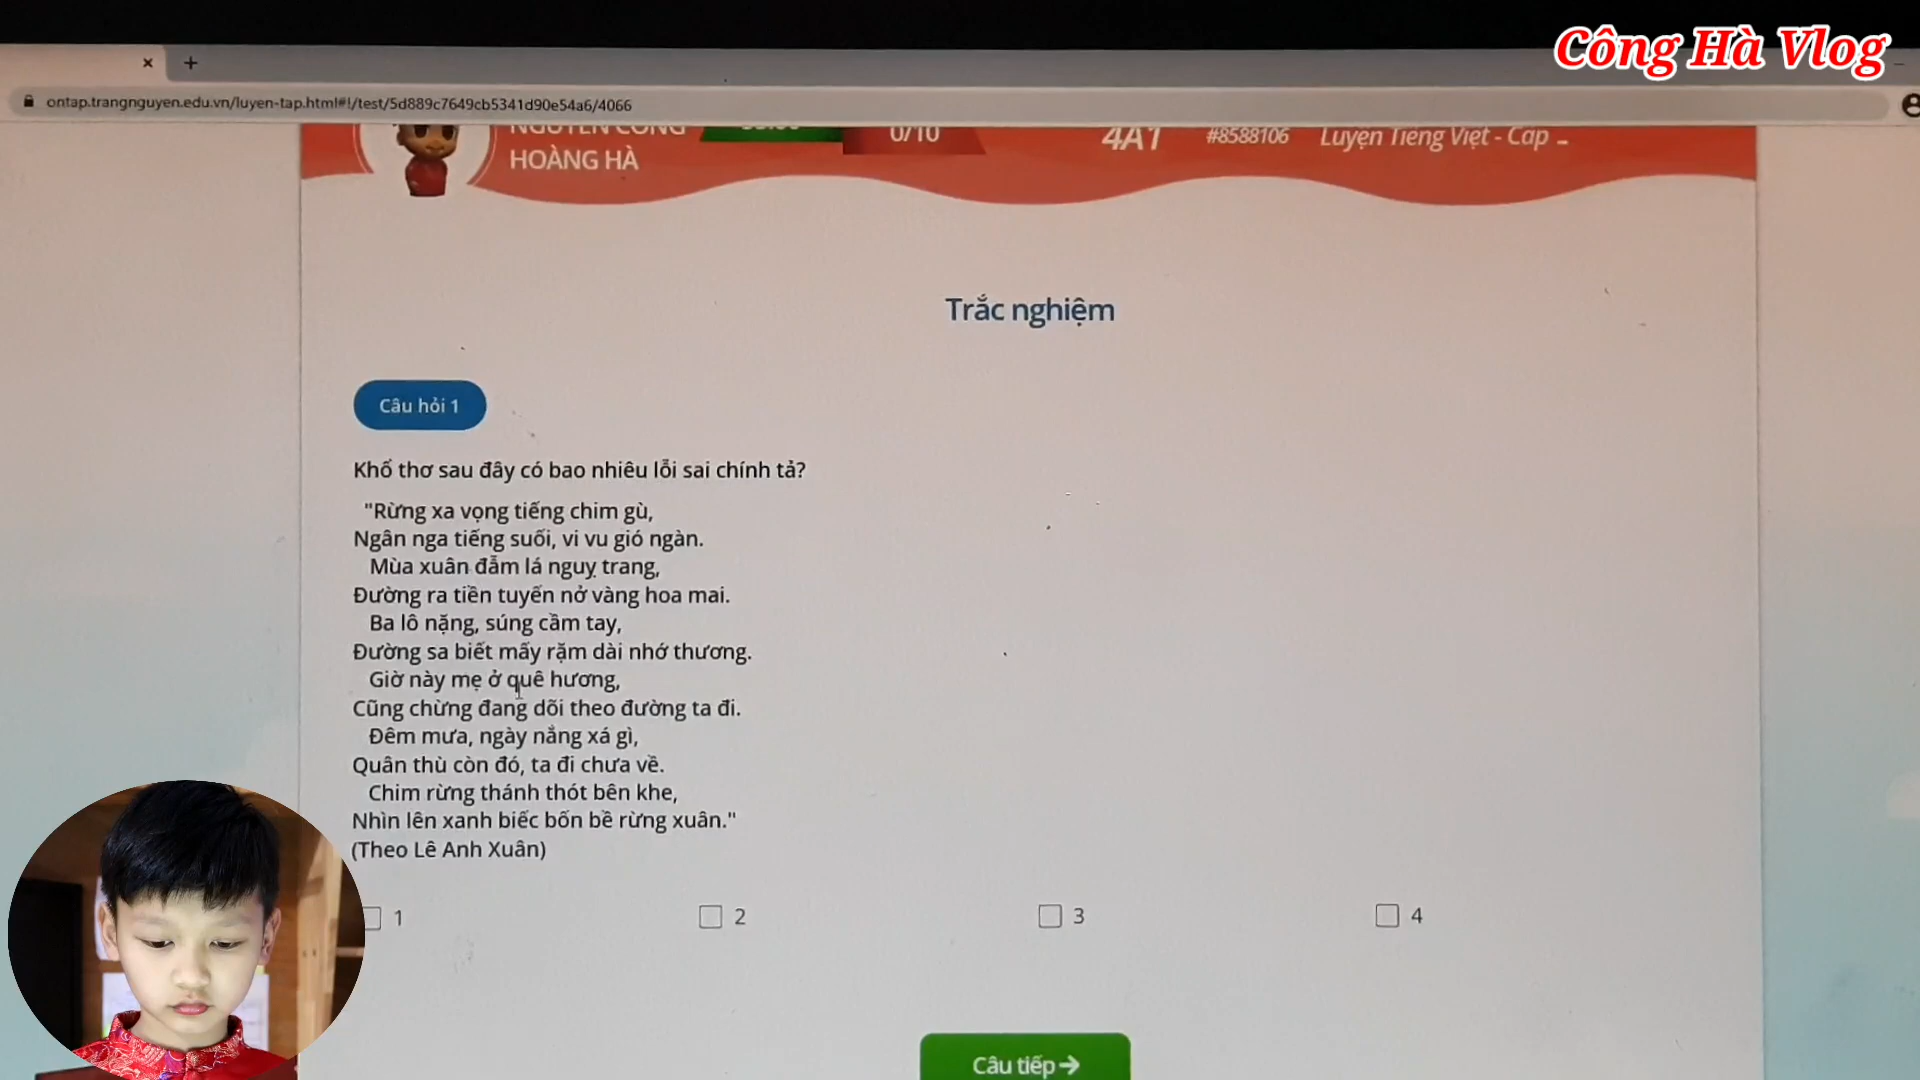 Công Hà Vlog
ontap.trangnguyen.edu.vn/luyen-tap.html#!/test/5d889c7649cb5341d90e54a6/4066
NGUYỄN CÔNG
HOÀNG HÀ
0/10
4A1
#8588106
Luyện Tiếng Việt - Cấp
Trắc nghiệm
Câu hỏi 1
Khổ thơ sau đây có bao nhiêu lỗi sai chính tả?
"Rừng xa vọng tiếng chim gù,
Ngân nga tiếng suối, vi vu gió ngàn.
Mùa xuân đẫm lá nguỵ trang,
Đường ra tiền tuyến nở vàng hoa mai.
Ba lô nặng, súng cầm tay,
Đường sa biết mấy rặm dài nhớ thương.
Giờ này mẹ ở quê hương,
Cũng chừng đang dõi theo đường ta đi.
Đêm mưa, ngày nắng xá gì,
Quân thù còn đó, ta đi chưa về.
Chim rừng thánh thót bên khe,
Nhìn lên xanh biếc bốn bề rừng xuân."
(Theo Lê Anh Xuân)
1
2
3
4
Câu tiếp